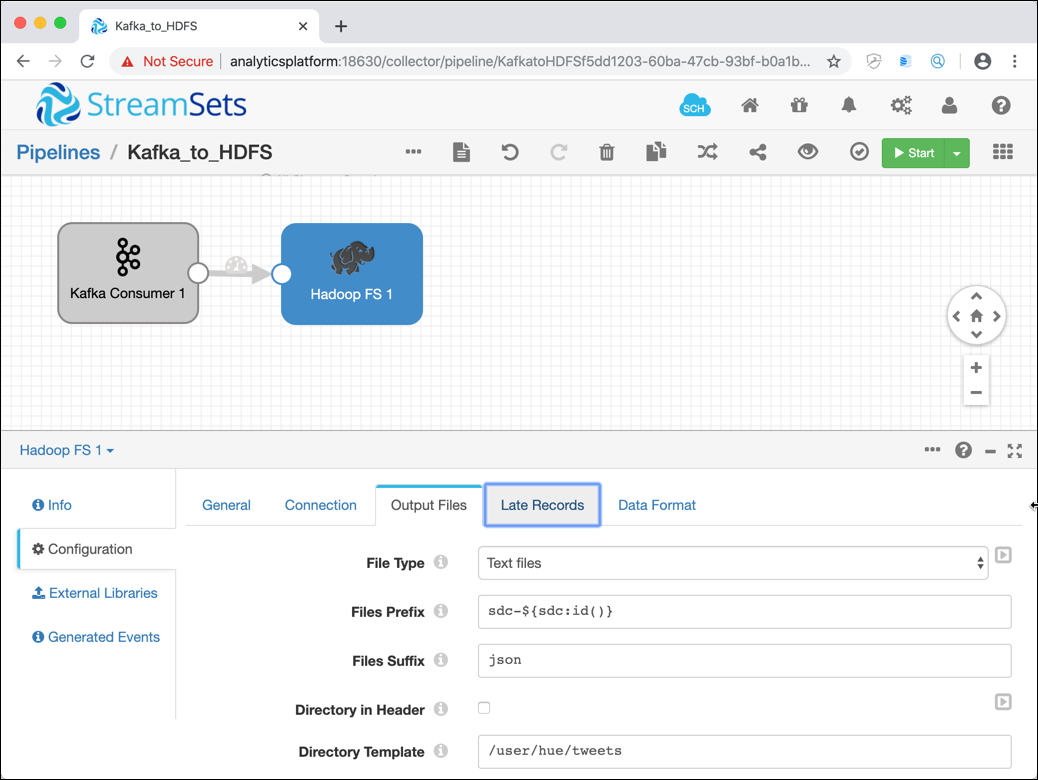 Kafka_to_HDFS
Not Secure analyticsplatform:18630/collector/pipeline/KafkatoHDFSf5dd1203-60ba-47cb-93bf-b0a1b...
StreamSets
SCH
Pipelines / Kafka_to_HDFS
Start
Kafka Consumer 1
Hadoop FS 1
Hadoop FS 1
Info
Configuration
External Libraries
Generated Events
General Connection Output Files Late Records Data Format
File Type Text files
Files Prefix sdc-${sdc:id()}
Files Suffix json
Directory in Header
Directory Template /user/hue/tweets